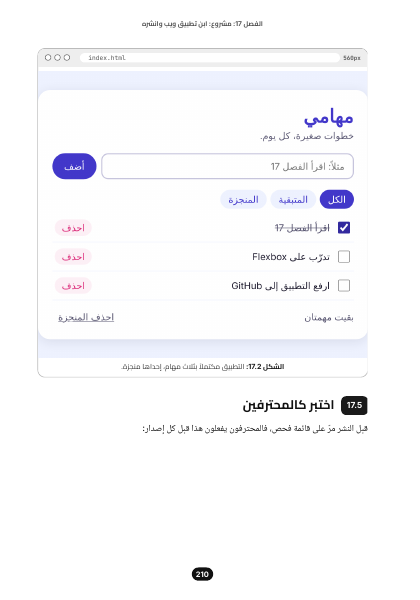 الفصل 17: مشروع: ابن تطبيق ويب وانشره
index.html
560px
مهامي
خطوات صغيرة، كل يوم.
مثلاً: اقرأ الفصل 17
أضف
الكل
المتبقية
المنجزة
اقرأ الفصل 17
احذف
تدرّب على Flexbox
احذف
ارفع التطبيق إلى GitHub
احذف
بقيت مهمتان
احذف المنجزة
الشكل 17.2: التطبيق مكتملاً بثلاث مهام، إحداها منجزة.
17.5 اختبر كالمحترفين
قبل النشر مرّ على قائمة فحص، فالمحترفون يفعلون هذا قبل كل إصدار:
210